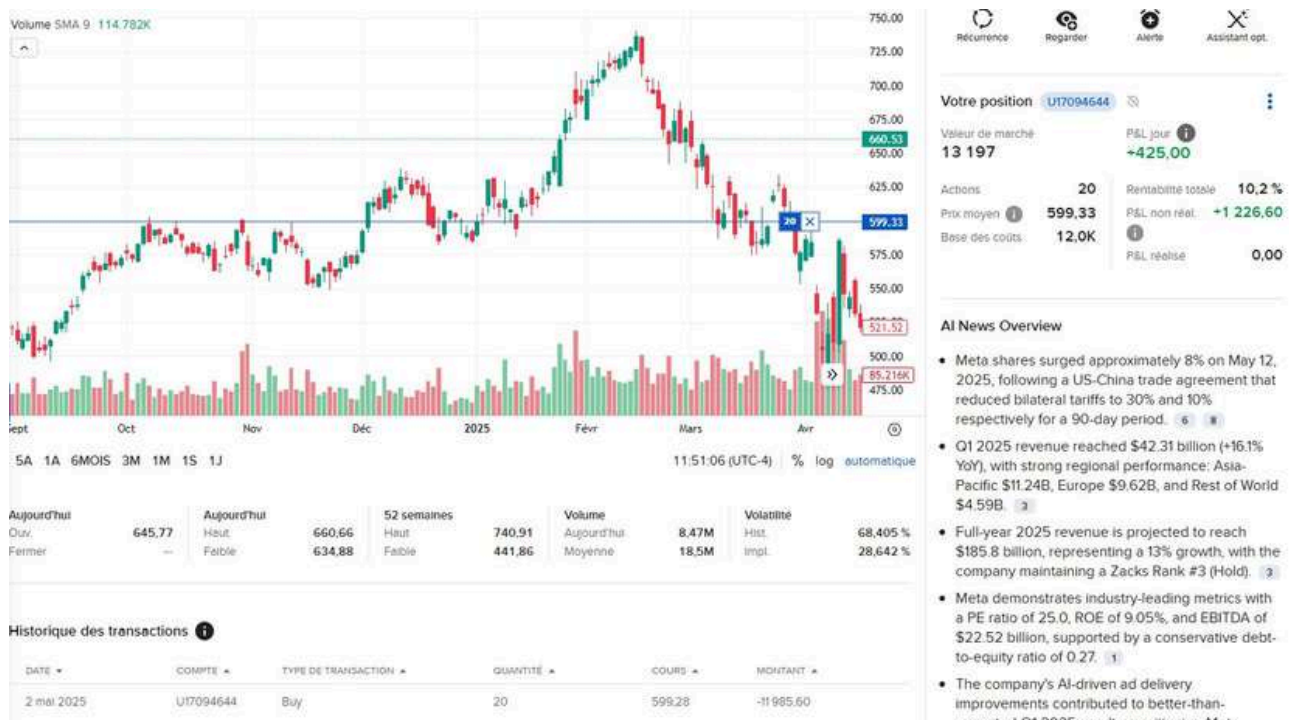 Volume SMA 9 114.782K
750.00
725.00
700.00
675.00
660.53
650.00
625.00
20
599.33
575.00
550.00
521.52
500.00
85.216K
475.00
Oct
Nov
Déc
2025
Févr
Mars
Avr
5A 1A 6MOIS 3M 1M 1S 1J
11:51:06 (UTC-4) % log automatique
Aujourd'hui
Ouv. 645,77
Fermer —
Aujourd'hui
Haut 660,66
Faible 634,88
52 semaines
Haut 740,91
Faible 441,86
Volume
Aujourd'hui 8,47M
Moyenne 18,5M
Volatilité
Hist. 68,405 %
Impl. 28,642 %
Historique des transactions
DATE COMPTE TYPE DE TRANSACTION QUANTITÉ COURS MONTANT
2 mai 2025 U17094644 Buy 20 599.28 -11 985.60
Récurrence Regarder Alerte Assistant opt.
Votre position U17094644
Valeur de marché
13 197
P&L jour
+425,00
Actions 20
Prix moyen 599,33
Base des coûts 12,0K
Rentabilité totale 10,2 %
P&L non réal. +1 226,60
P&L réalisé 0,00
AI News Overview
Meta shares surged approximately 8% on May 12,
2025, following a US-China trade agreement that
reduced bilateral tariffs to 30% and 10%
respectively for a 90-day period. 6 8
Q1 2025 revenue reached $42.31 billion (+16.1%
YoY), with strong regional performance: Asia-
Pacific $11.24B, Europe $9.62B, and Rest of World
$4.59B. 3
Full-year 2025 revenue is projected to reach
$185.8 billion, representing a 13% growth, with the
company maintaining a Zacks Rank #3 (Hold). 3
Meta demonstrates industry-leading metrics with
a PE ratio of 25.0, ROE of 9.05%, and EBITDA of
$22.52 billion, supported by a conservative debt-
to-equity ratio of 0.27. 1
The company's AI-driven ad delivery
improvements contributed to better-than-